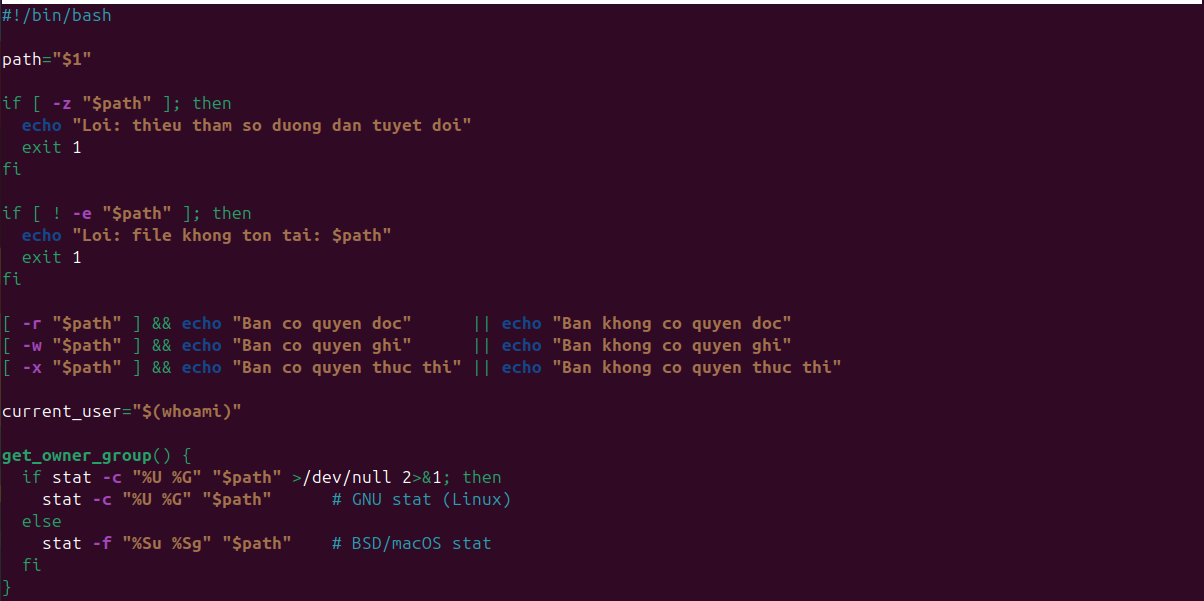 #!/bin/bash

path="$1"

if [ -z "$path" ]; then
  echo "Loi: thieu tham so duong dan tuyet doi"
  exit 1
fi

if [ ! -e "$path" ]; then
  echo "Loi: file khong ton tai: $path"
  exit 1
fi

[ -r "$path" ] && echo "Ban co quyen doc"      || echo "Ban khong co quyen doc"
[ -w "$path" ] && echo "Ban co quyen ghi"      || echo "Ban khong co quyen ghi"
[ -x "$path" ] && echo "Ban co quyen thuc thi" || echo "Ban khong co quyen thuc thi"

current_user="$(whoami)"

get_owner_group() {
  if stat -c "%U %G" "$path" >/dev/null 2>&1; then
    stat -c "%U %G" "$path"      # GNU stat (Linux)
  else
    stat -f "%Su %Sg" "$path"    # BSD/macOS stat
  fi
}